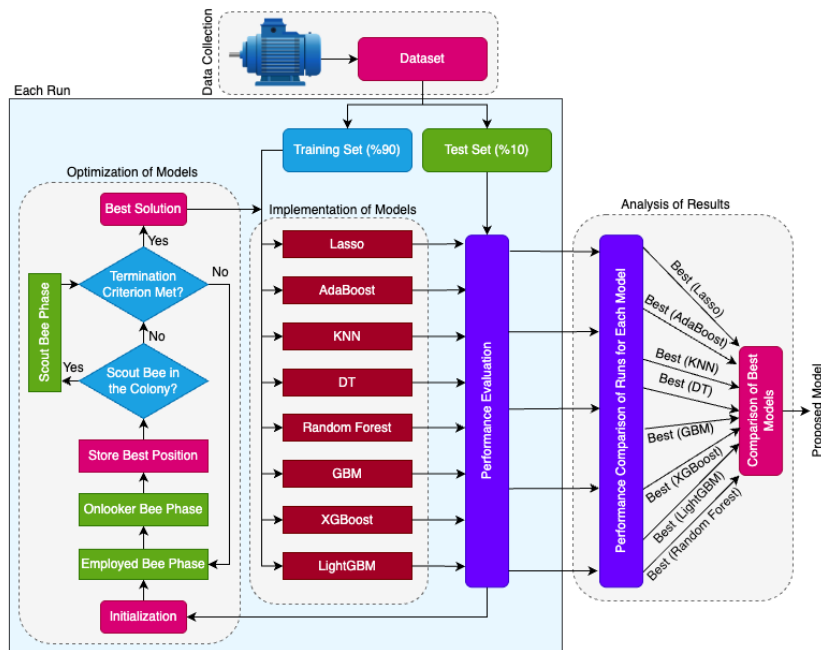 Data Collection
Dataset
Each Run
Training Set (%90)
Test Set (%10)
Optimization of Models
Best Solution
Yes
Termination
Criterion Met?
No
Scout Bee Phase
No
Yes
Scout Bee in
the Colony?
Store Best Position
Onlooker Bee Phase
Employed Bee Phase
Initialization
Implementation of Models
Lasso
AdaBoost
KNN
DT
Random Forest
GBM
XGBoost
LightGBM
Performance Evaluation
Analysis of Results
Performance Comparison of Runs for Each Model
Best (Lasso)
Best (AdaBoost)
Best (KNN)
Best (DT)
Best (GBM)
Best (XGBoost)
Best (LightGBM)
Best (Random Forest)
Comparison of Best
Models
Proposed Model